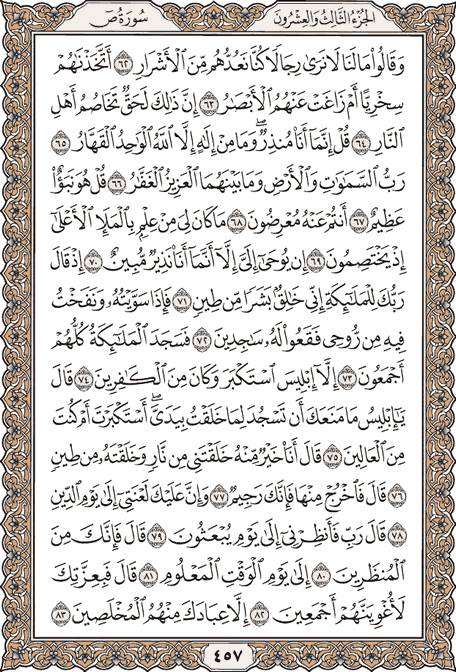 الجزء الثالث والعشرون
سورة ص
وَقَالُوا۟ مَا لَنَا لَا نَرَىٰ رِجَالًا كُنَّا نَعُدُّهُم مِّنَ ٱلْأَشْرَارِ ٦٢ أَتَّخَذْنَٰهُمْ
سِخْرِيًّا أَمْ زَاغَتْ عَنْهُمُ ٱلْأَبْصَٰرُ ٦٣ إِنَّ ذَٰلِكَ لَحَقٌّ تَخَاصُمُ أَهْلِ
ٱلنَّارِ ٦٤ قُلْ إِنَّمَآ أَنَا۠ مُنذِرٌ ۖ وَمَا مِنْ إِلَٰهٍ إِلَّا ٱللَّهُ ٱلْوَٰحِدُ ٱلْقَهَّارُ ٦٥
رَبُّ ٱلسَّمَٰوَٰتِ وَٱلْأَرْضِ وَمَا بَيْنَهُمَا ٱلْعَزِيزُ ٱلْغَفَّٰرُ ٦٦ قُلْ هُوَ نَبَؤٌا۟
عَظِيمٌ ٦٧ أَنتُمْ عَنْهُ مُعْرِضُونَ ٦٨ مَا كَانَ لِىَ مِنْ عِلْمٍۭ بِٱلْمَلَإِ ٱلْأَعْلَىٰٓ
إِذْ يَخْتَصِمُونَ ٦٩ إِن يُوحَىٰٓ إِلَىَّ إِلَّآ أَنَّمَآ أَنَا۠ نَذِيرٌ مُّبِينٌ ٧٠ إِذْ قَالَ
رَبُّكَ لِلْمَلَٰٓئِكَةِ إِنِّى خَٰلِقٌۢ بَشَرًا مِّن طِينٍ ٧١ فَإِذَا سَوَّيْتُهُۥ وَنَفَخْتُ
فِيهِ مِن رُّوحِى فَقَعُوا۟ لَهُۥ سَٰجِدِينَ ٧٢ فَسَجَدَ ٱلْمَلَٰٓئِكَةُ كُلُّهُمْ
أَجْمَعُونَ ٧٣ إِلَّآ إِبْلِيسَ ٱسْتَكْبَرَ وَكَانَ مِنَ ٱلْكَٰفِرِينَ ٧٤ قَالَ
يَٰٓإِبْلِيسُ مَا مَنَعَكَ أَن تَسْجُدَ لِمَا خَلَقْتُ بِيَدَىَّ ۖ أَسْتَكْبَرْتَ أَمْ كُنتَ
مِنَ ٱلْعَالِينَ ٧٥ قَالَ أَنَا۠ خَيْرٌ مِّنْهُ ۖ خَلَقْتَنِى مِن نَّارٍ وَخَلَقْتَهُۥ مِن طِينٍ
٧٦ قَالَ فَٱخْرُجْ مِنْهَا فَإِنَّكَ رَجِيمٌ ٧٧ وَإِنَّ عَلَيْكَ لَعْنَتِىٓ إِلَىٰ يَوْمِ ٱلدِّينِ
٧٨ قَالَ رَبِّ فَأَنظِرْنِىٓ إِلَىٰ يَوْمِ يُبْعَثُونَ ٧٩ قَالَ فَإِنَّكَ مِنَ
ٱلْمُنظَرِينَ ٨٠ إِلَىٰ يَوْمِ ٱلْوَقْتِ ٱلْمَعْلُومِ ٨١ قَالَ فَبِعِزَّتِكَ
لَأُغْوِيَنَّهُمْ أَجْمَعِينَ ٨٢ إِلَّا عِبَادَكَ مِنْهُمُ ٱلْمُخْلَصِينَ ٨٣
٤٥٧